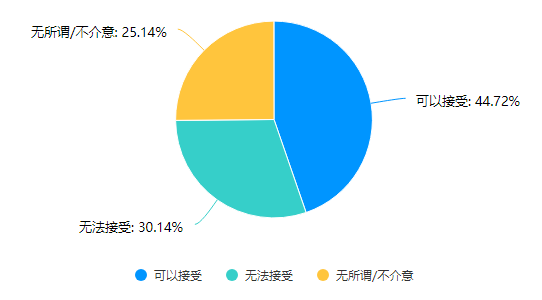 无所谓/不介意: 25.14%
可以接受: 44.72%
无法接受: 30.14%
可以接受 无法接受 无所谓/不介意